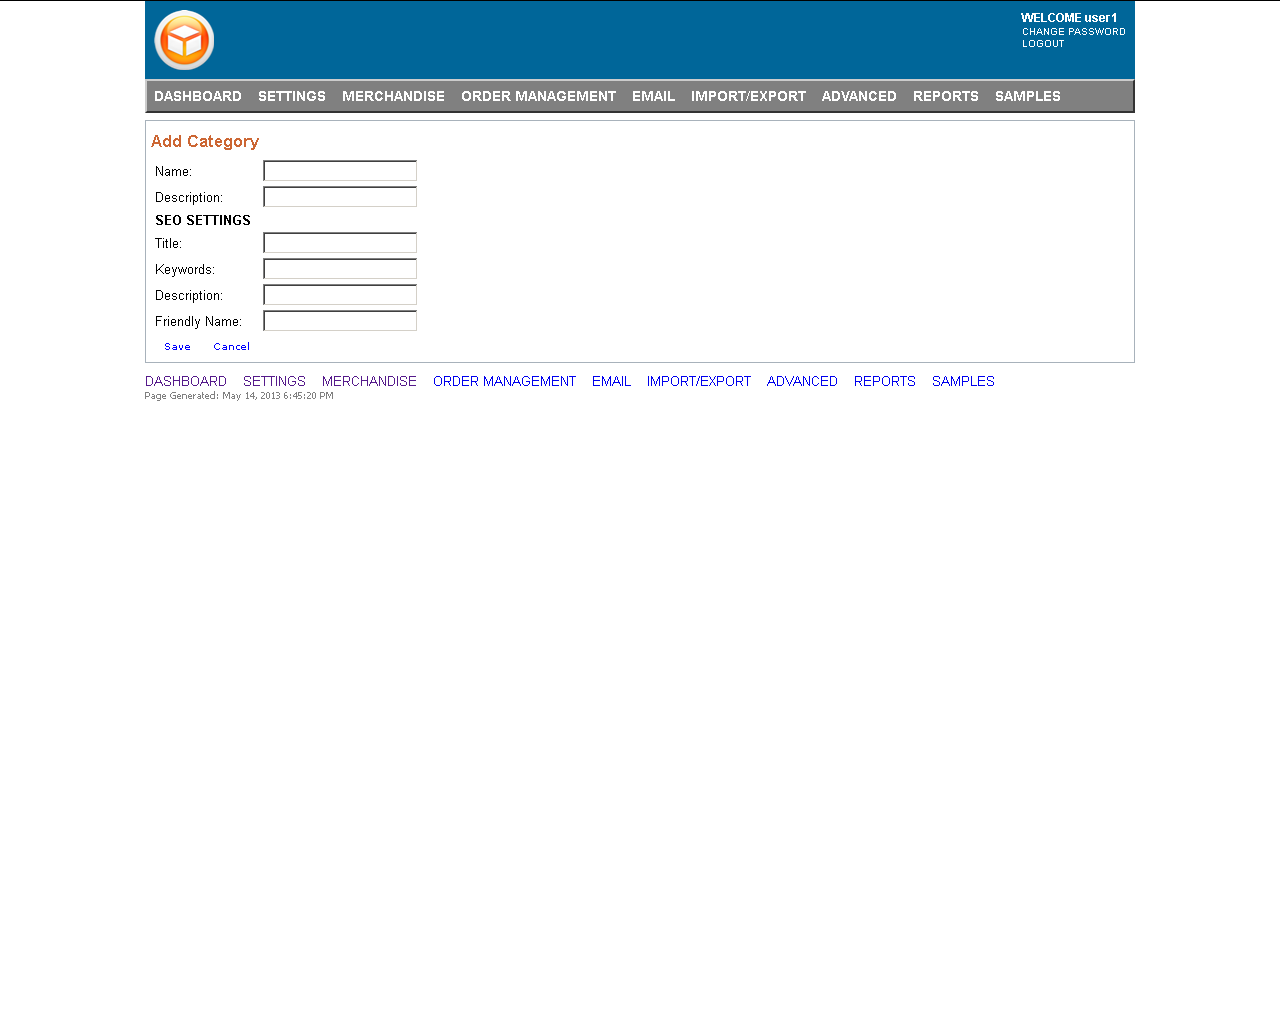 WELCOME user1
CHANGE PASSWORD
LOGOUT
DASHBOARD SETTINGS MERCHANDISE ORDER MANAGEMENT EMAIL IMPORT/EXPORT ADVANCED REPORTS SAMPLES
Add Category
Name:
Description:
SEO SETTINGS
Title:
Keywords:
Description:
Friendly Name:
Save Cancel
DASHBOARD SETTINGS MERCHANDISE ORDER MANAGEMENT EMAIL IMPORT/EXPORT ADVANCED REPORTS SAMPLES
Page Generated: May 14, 2013 6:45:20 PM